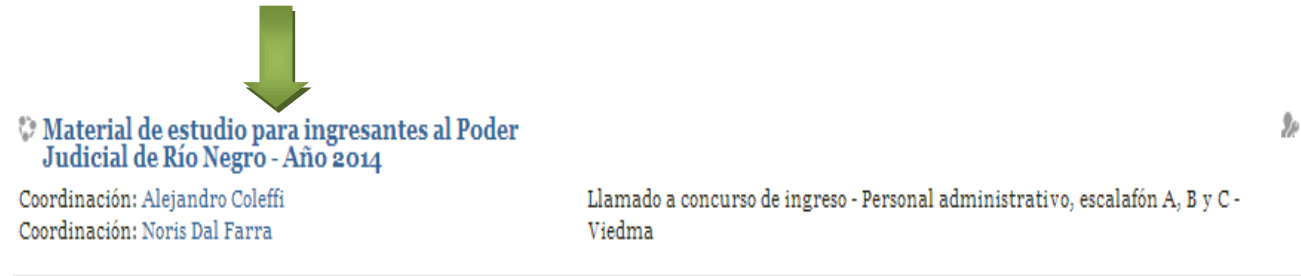 Material de estudio para ingresantes al Poder
Judicial de Río Negro - Año 2014
Coordinación: Alejandro Coleffi
Coordinación: Noris Dal Farra
Llamado a concurso de ingreso - Personal administrativo, escalafón A, B y C -
Viedma